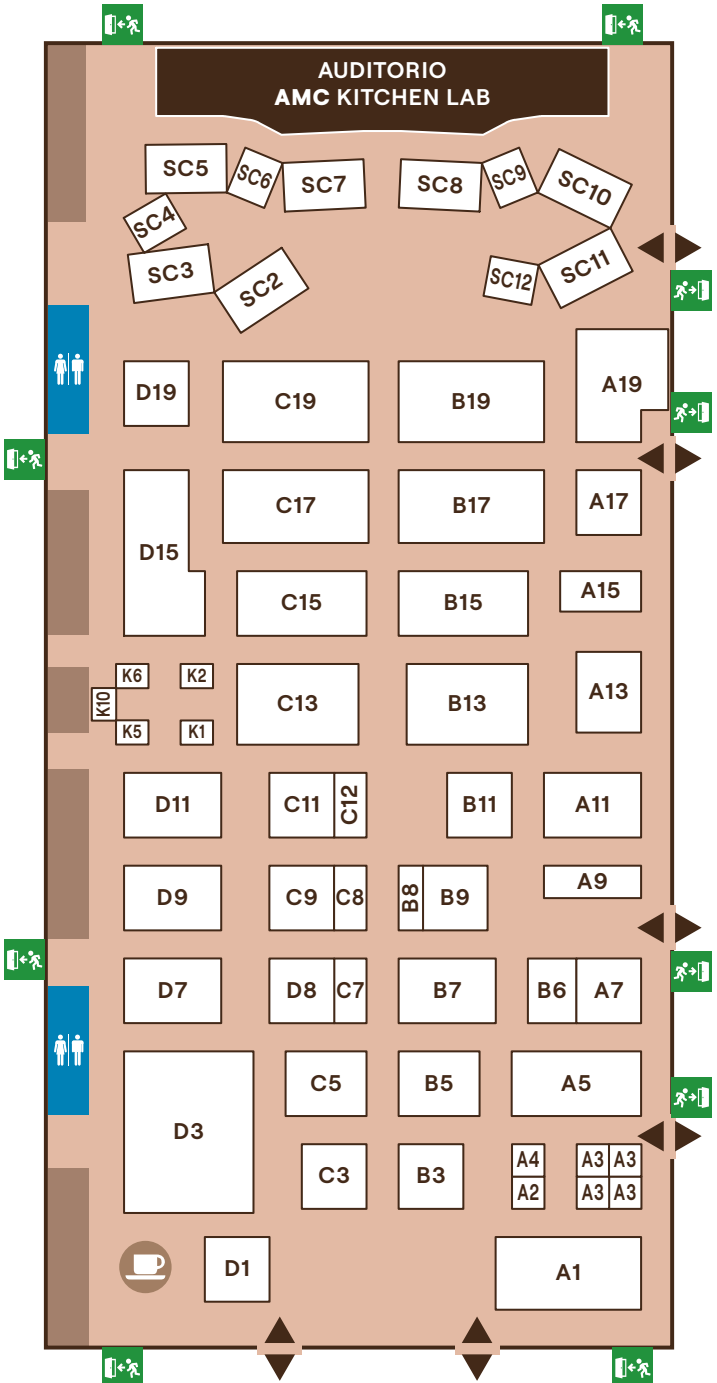 AUDITORIO
AMC KITCHEN LAB
SC5
SC6
SC7
SC8
SC9
SC10
SC4
SC3
SC2
SC12
SC11
D19
C19
B19
A19
D15
C17
B17
A17
C15
B15
A15
K6
K2
K10
K5
K1
C13
B13
A13
D11
C11
C12
B11
A11
D9
C9
C8
B8
B9
A9
D7
D8
C7
B7
B6
A7
D3
C5
B5
A5
C3
B3
A4
A3
A3
A2
A3
A3
D1
A1